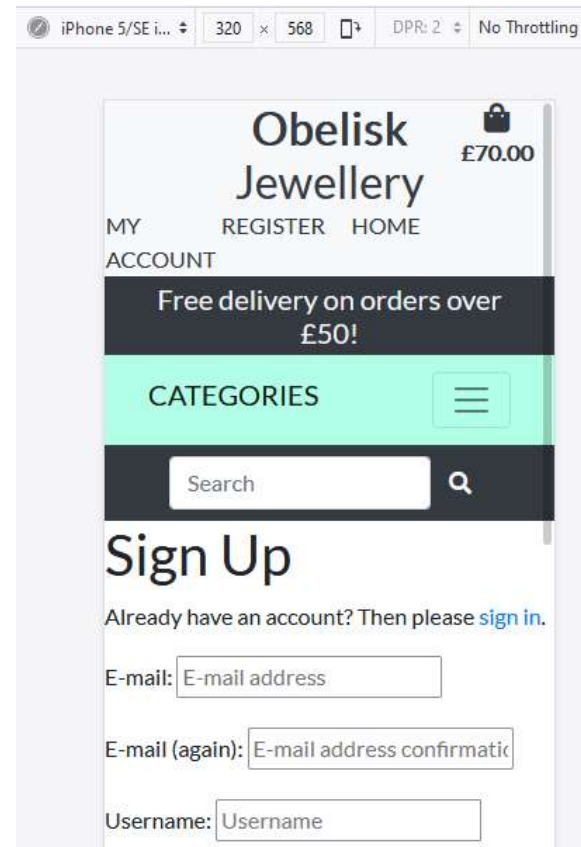 iPhone 5/SE i... 320 × 568 DPR: 2 No Throttling
Obelisk
Jewellery
£70.00
MY ACCOUNT
REGISTER
HOME
Free delivery on orders over
£50!
CATEGORIES
Search
Sign Up
Already have an account? Then please sign in.
E-mail: E-mail address
E-mail (again): E-mail address confirmatic
Username: Username